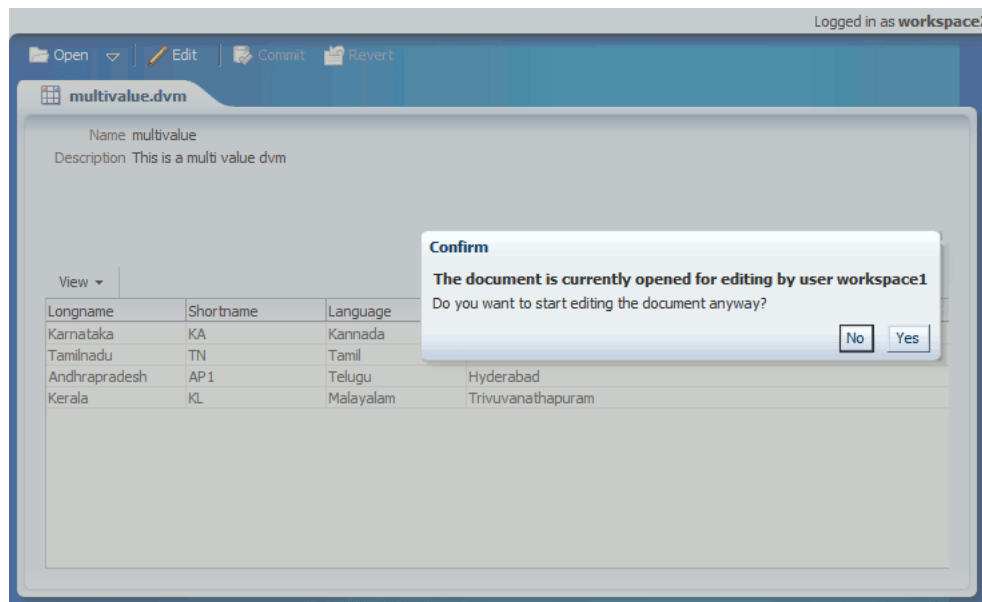 Logged in as workspace2
Open Edit Commit Revert
multivalue.dvm
Name multivalue
Description This is a multi value dvm
Confirm
The document is currently opened for editing by user workspace1
Do you want to start editing the document anyway?
No Yes
View
Longname Shortname Language
Karnataka KA Kannada
Tamilnadu TN Tamil
Andhrapradesh AP1 Telugu Hyderabad
Kerala KL Malayalam Trivuvanathapuram